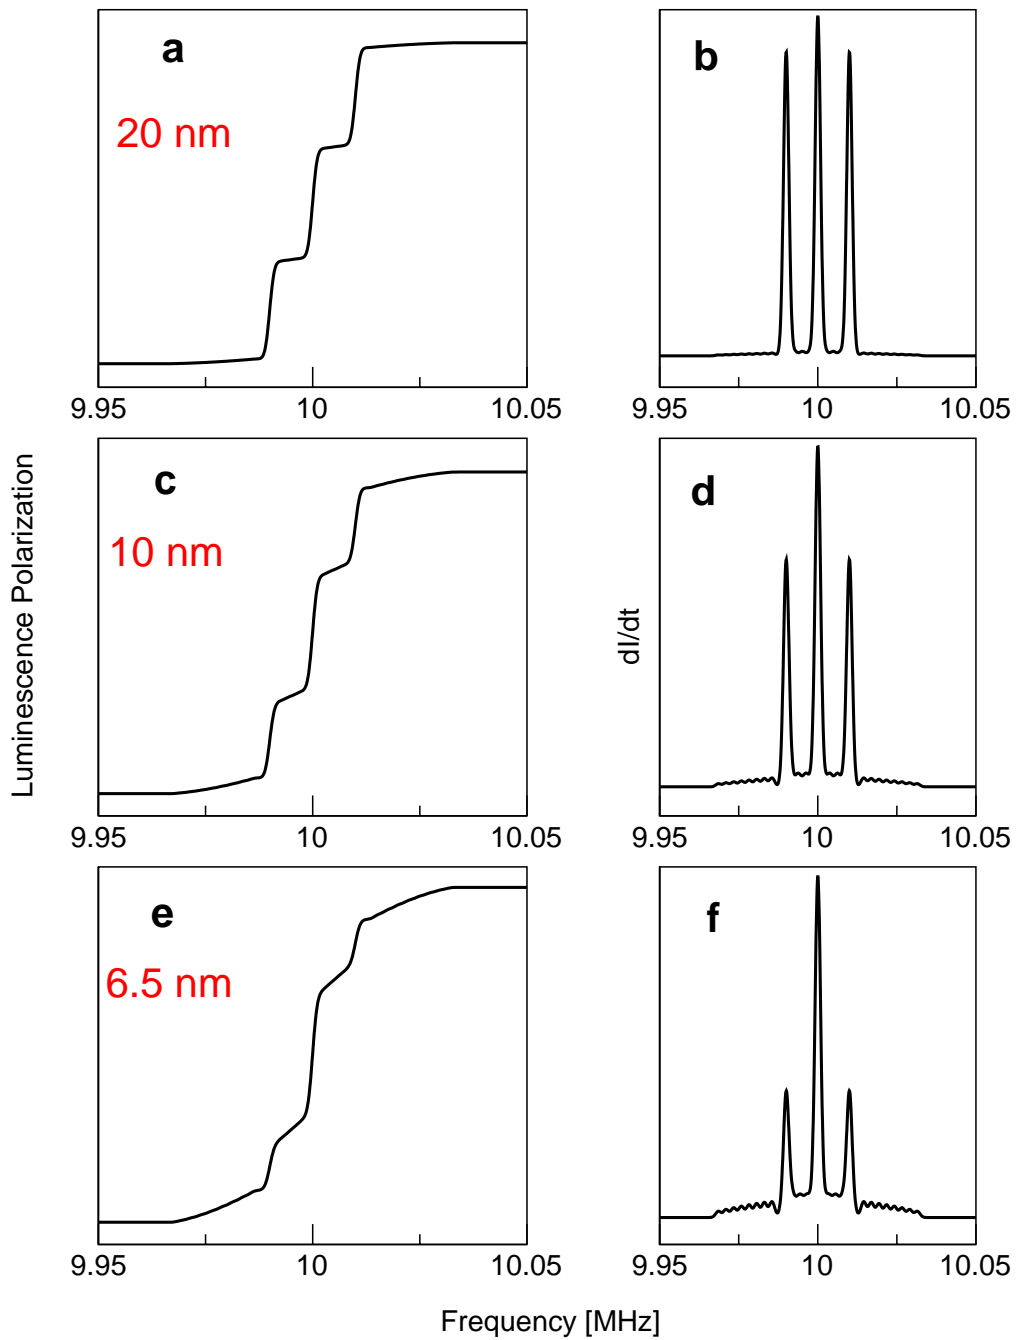 a
20 nm
9.95 10 10.05
b
9.95 10 10.05
Luminescence Polarization
c
10 nm
9.95 10 10.05
dI/dt
d
9.95 10 10.05
e
6.5 nm
9.95 10 10.05
f
9.95 10 10.05
Frequency [MHz]